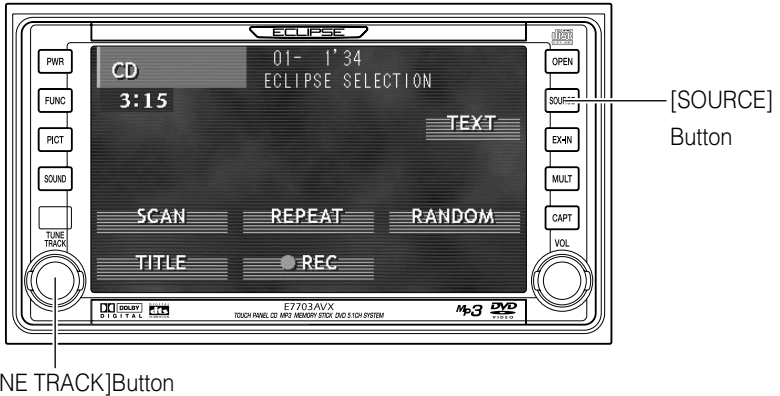 ECLIPSE
PWR
FUNC
PICT
SOUND
TUNE
TRACK
CD
3:15
01- 1'34
ECLIPSE SELECTION
TEXT
SCAN REPEAT RANDOM
TITLE REC
OPEN
SOURCE
EX-IN
MULT
CAPT
VOL
[SOURCE]
Button
DOLBY
DIGITAL
dts
E7703AVX
TOUCH PANEL CD MP3 MEMORY STICK DVD 5.1CH SYSTEM
Mp3
DVD
VIDEO
NE TRACK]Button